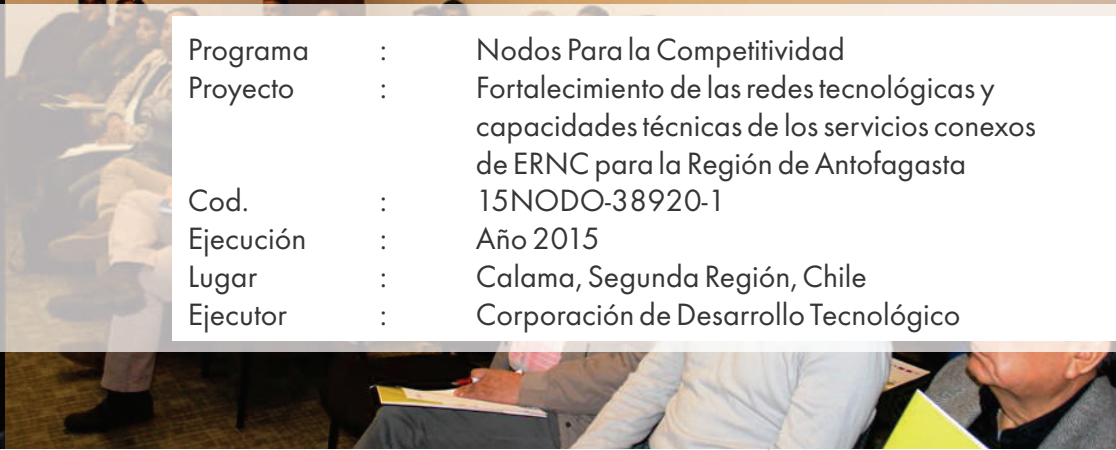 Programa : Nodos Para la Competitividad
Proyecto : Fortalecimiento de las redes tecnológicas y
capacidades técnicas de los servicios conexos
de ERNC para la Región de Antofagasta
Cod. : 15NODO-38920-1
Ejecución : Año 2015
Lugar : Calama, Segunda Región, Chile
Ejecutor : Corporación de Desarrollo Tecnológico